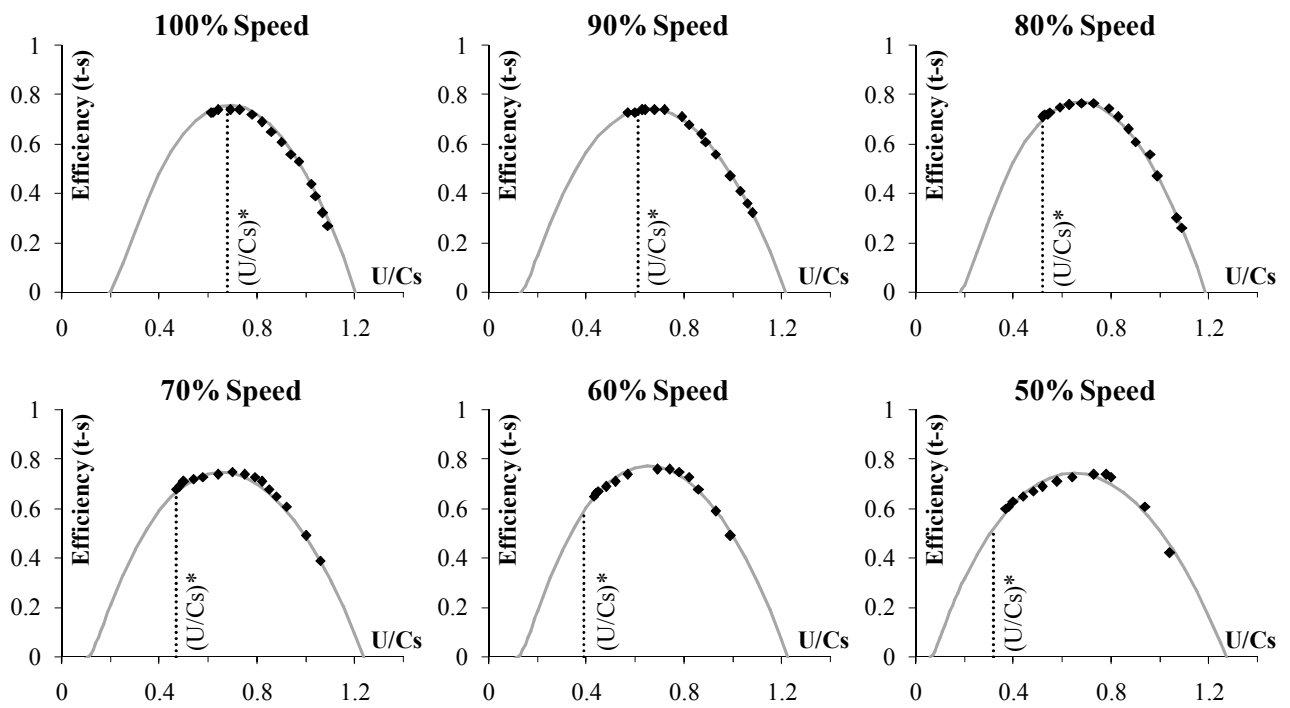 100% Speed
1
0.8
0.6
0.4
0.2
0
Efficiency (t-s)
(U/Cs)*
U/Cs
0 0.4 0.8 1.2
90% Speed
1
0.8
0.6
0.4
0.2
0
Efficiency (t-s)
(U/Cs)*
U/Cs
0 0.4 0.8 1.2
80% Speed
1
0.8
0.6
0.4
0.2
0
Efficiency (t-s)
(U/Cs)*
U/Cs
0 0.4 0.8 1.2
70% Speed
1
0.8
0.6
0.4
0.2
0
Efficiency (t-s)
(U/Cs)*
U/Cs
0 0.4 0.8 1.2
60% Speed
1
0.8
0.6
0.4
0.2
0
Efficiency (t-s)
(U/Cs)*
U/Cs
0 0.4 0.8 1.2
50% Speed
1
0.8
0.6
0.4
0.2
0
Efficiency (t-s)
(U/Cs)*
U/Cs
0 0.4 0.8 1.2